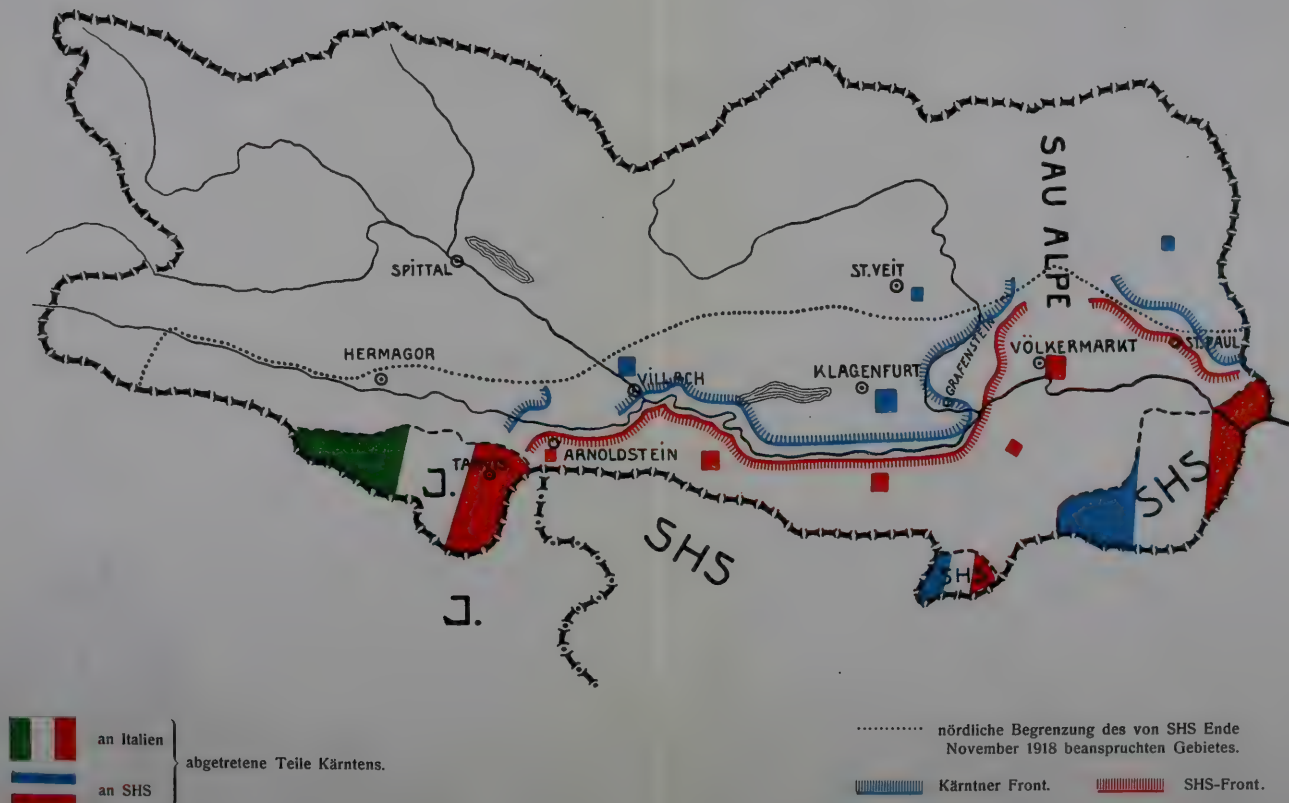 SAU ALPE
SPITTAL
ST. VEIT
HERMAGOR
VILLACH
KLAGENFURT
GRAFENSTEIN
VÖLKERMARKT
ST. PAUL
ARNOLDSTEIN
J.
SHS
SHS
SHS
J.
an Italien
an SHS
abgetretene Teile Kärntens.
nördliche Begrenzung des von SHS Ende
November 1918 beanspruchten Gebietes.
Kärntner Front.
SHS-Front.